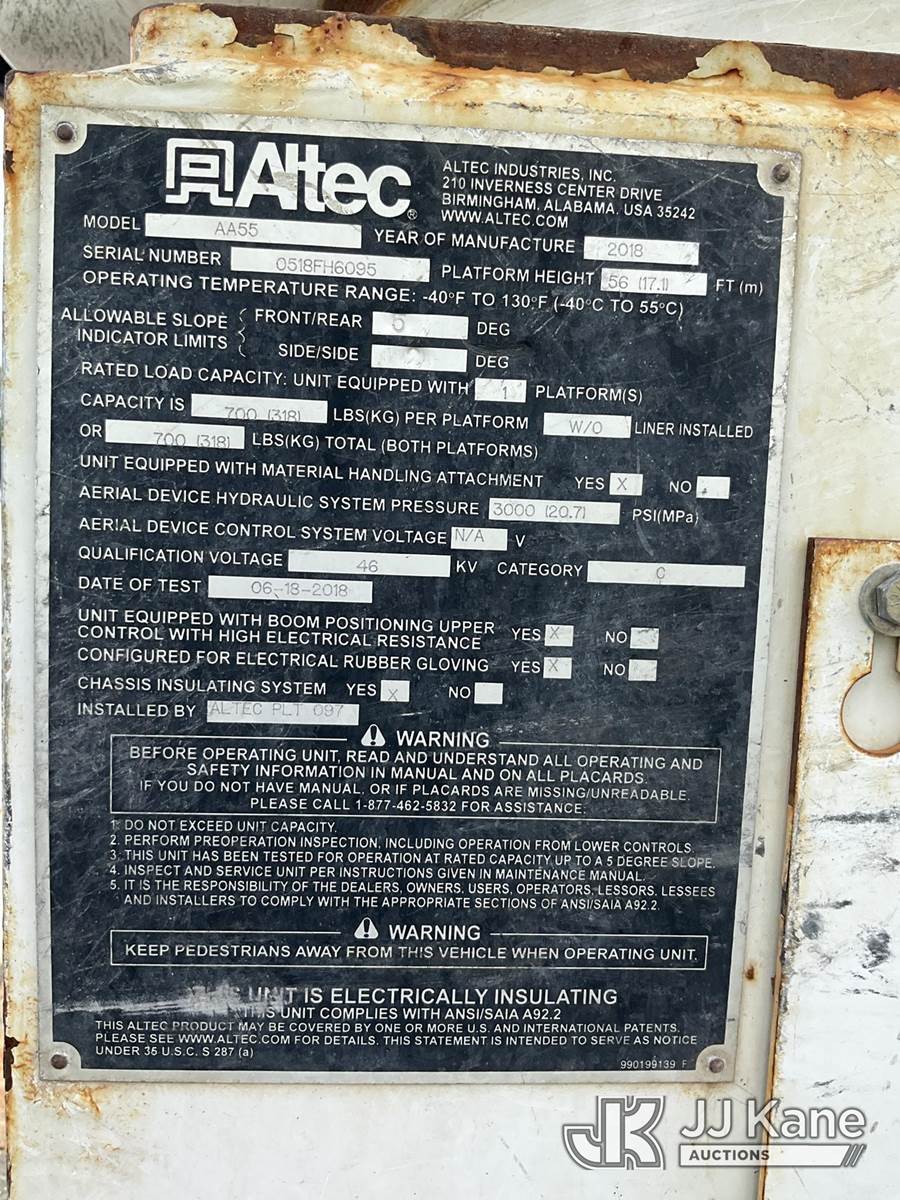 Altec®
ALTEC INDUSTRIES, INC.
210 INVERNESS CENTER DRIVE
BIRMINGHAM, ALABAMA, USA 35242
WWW.ALTEC.COM
MODEL AA55 YEAR OF MANUFACTURE 2018
SERIAL NUMBER 0518FH6095 PLATFORM HEIGHT 56 (17.1) FT (m)
OPERATING TEMPERATURE RANGE: -40°F TO 130°F (-40°C TO 55°C)
ALLOWABLE SLOPE INDICATOR LIMITS { FRONT/REAR 5 DEG
SIDE/SIDE DEG
RATED LOAD CAPACITY: UNIT EQUIPPED WITH 1 PLATFORM(S)
CAPACITY IS 700 (318) LBS(KG) PER PLATFORM W/O LINER INSTALLED
OR 700 (318) LBS(KG) TOTAL (BOTH PLATFORMS)
UNIT EQUIPPED WITH MATERIAL HANDLING ATTACHMENT YES X NO
AERIAL DEVICE HYDRAULIC SYSTEM PRESSURE 3000 (20.7) PSI(MPa)
AERIAL DEVICE CONTROL SYSTEM VOLTAGE N/A V
QUALIFICATION VOLTAGE 46 KV CATEGORY C
DATE OF TEST 06-18-2018
UNIT EQUIPPED WITH BOOM POSITIONING UPPER
CONTROL WITH HIGH ELECTRICAL RESISTANCE YES X NO
CONFIGURED FOR ELECTRICAL RUBBER GLOVING YES X NO
CHASSIS INSULATING SYSTEM YES X NO
INSTALLED BY ALTEC PLT 097
WARNING
BEFORE OPERATING UNIT, READ AND UNDERSTAND ALL OPERATING AND
SAFETY INFORMATION IN MANUAL AND ON ALL PLACARDS.
IF YOU DO NOT HAVE MANUAL, OR IF PLACARDS ARE MISSING/UNREADABLE,
PLEASE CALL 1-877-462-5832 FOR ASSISTANCE.
1. DO NOT EXCEED UNIT CAPACITY.
2. PERFORM PREOPERATION INSPECTION, INCLUDING OPERATION FROM LOWER CONTROLS.
3. THIS UNIT HAS BEEN TESTED FOR OPERATION AT RATED CAPACITY UP TO A 5 DEGREE SLOPE.
4. INSPECT AND SERVICE UNIT PER INSTRUCTIONS GIVEN IN MAINTENANCE MANUAL.
5. IT IS THE RESPONSIBILITY OF THE DEALERS, OWNERS, USERS, OPERATORS, LESSORS, LESSEES
AND INSTALLERS TO COMPLY WITH THE APPROPRIATE SECTIONS OF ANSI/SAIA A92.2.
WARNING
KEEP PEDESTRIANS AWAY FROM THIS VEHICLE WHEN OPERATING UNIT.
THIS UNIT IS ELECTRICALLY INSULATING
THIS UNIT COMPLIES WITH ANSI/SAIA A92.2
THIS ALTEC PRODUCT MAY BE COVERED BY ONE OR MORE U.S. AND INTERNATIONAL PATENTS.
PLEASE SEE WWW.ALTEC.COM FOR DETAILS. THIS STATEMENT IS INTENDED TO SERVE AS NOTICE
UNDER 36 U.S.C. S 287 (a)
990199139 F
JK JJ Kane
AUCTIONS